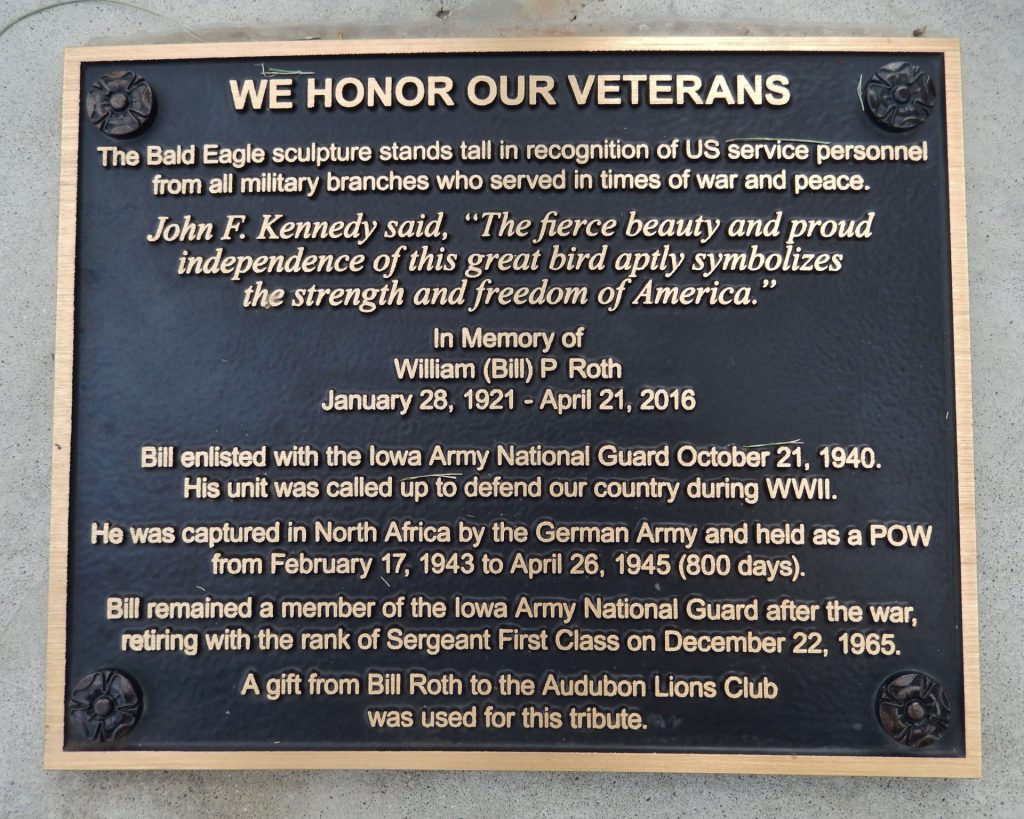 WE HONOR OUR VETERANS
The Bald Eagle sculpture stands tall in recognition of US service personnel
from all military branches who served in times of war and peace.
John F. Kennedy said, “The fierce beauty and proud
independence of this great bird aptly symbolizes
the strength and freedom of America.”
In Memory of
William (Bill) P Roth
January 28, 1921 - April 21, 2016
Bill enlisted with the Iowa Army National Guard October 21, 1940.
His unit was called up to defend our country during WWII.
He was captured in North Africa by the German Army and held as a POW
from February 17, 1943 to April 26, 1945 (800 days).
Bill remained a member of the Iowa Army National Guard after the war,
retiring with the rank of Sergeant First Class on December 22, 1965.
A gift from Bill Roth to the Audubon Lions Club
was used for this tribute.